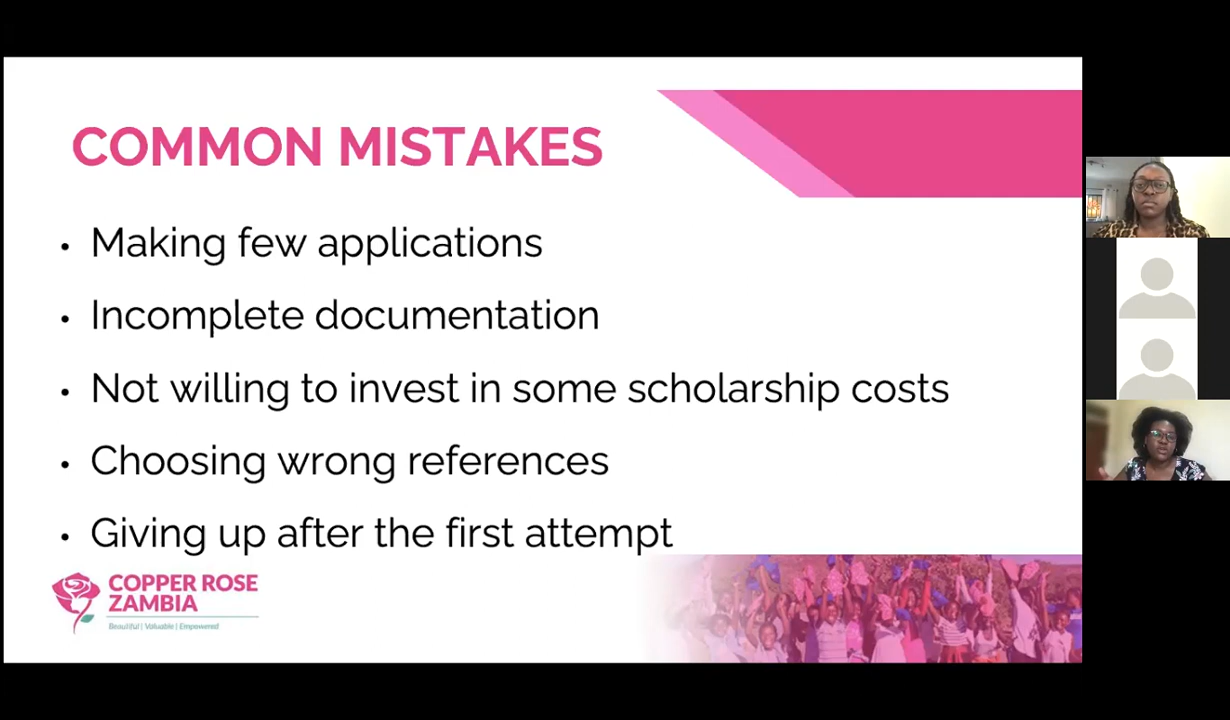 COMMON MISTAKES
• Making few applications
• Incomplete documentation
• Not willing to invest in some scholarship costs
• Choosing wrong references
• Giving up after the first attempt
COPPER ROSE
ZAMBIA
Beautiful | Valuable | Empowered